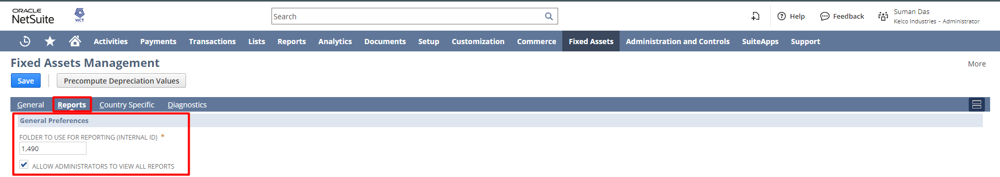 ORACLE
NetSuite
WCT
Search
Help
Feedback
Suman Das
Kelco Industries - Administrator
Activities Payments Transactions Lists Reports Analytics Documents Setup Customization Commerce Fixed Assets Administration and Controls SuiteApps Support
Fixed Assets Management
More
Save
Precompute Depreciation Values
General Reports Country Specific Diagnostics
General Preferences
FOLDER TO USE FOR REPORTING (INTERNAL ID) *
1,490
ALLOW ADMINISTRATORS TO VIEW ALL REPORTS